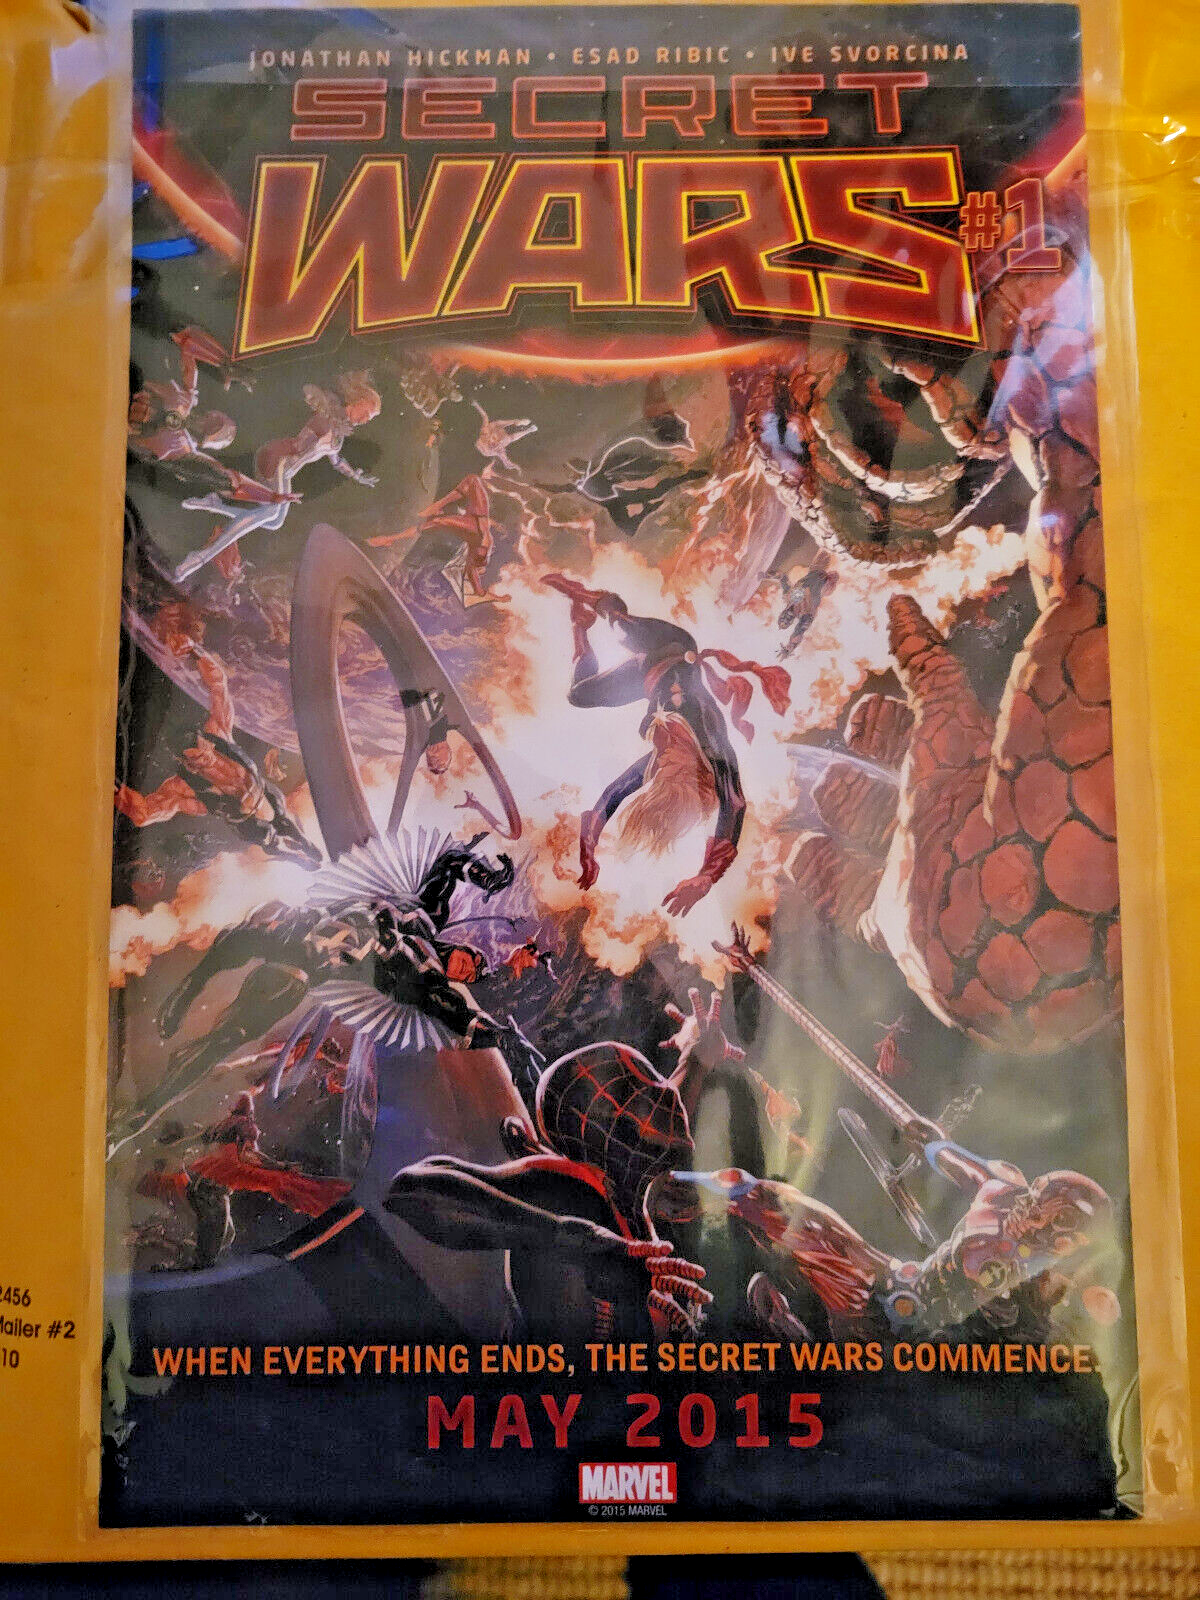 JONATHAN HICKMAN • ESAD RIBIC • IVE SVORCINA
SECRET
WARS #1
2456
Mailer #2
10
WHEN EVERYTHING ENDS, THE SECRET WARS COMMENCE.
MAY 2015
MARVEL
© 2015 MARVEL